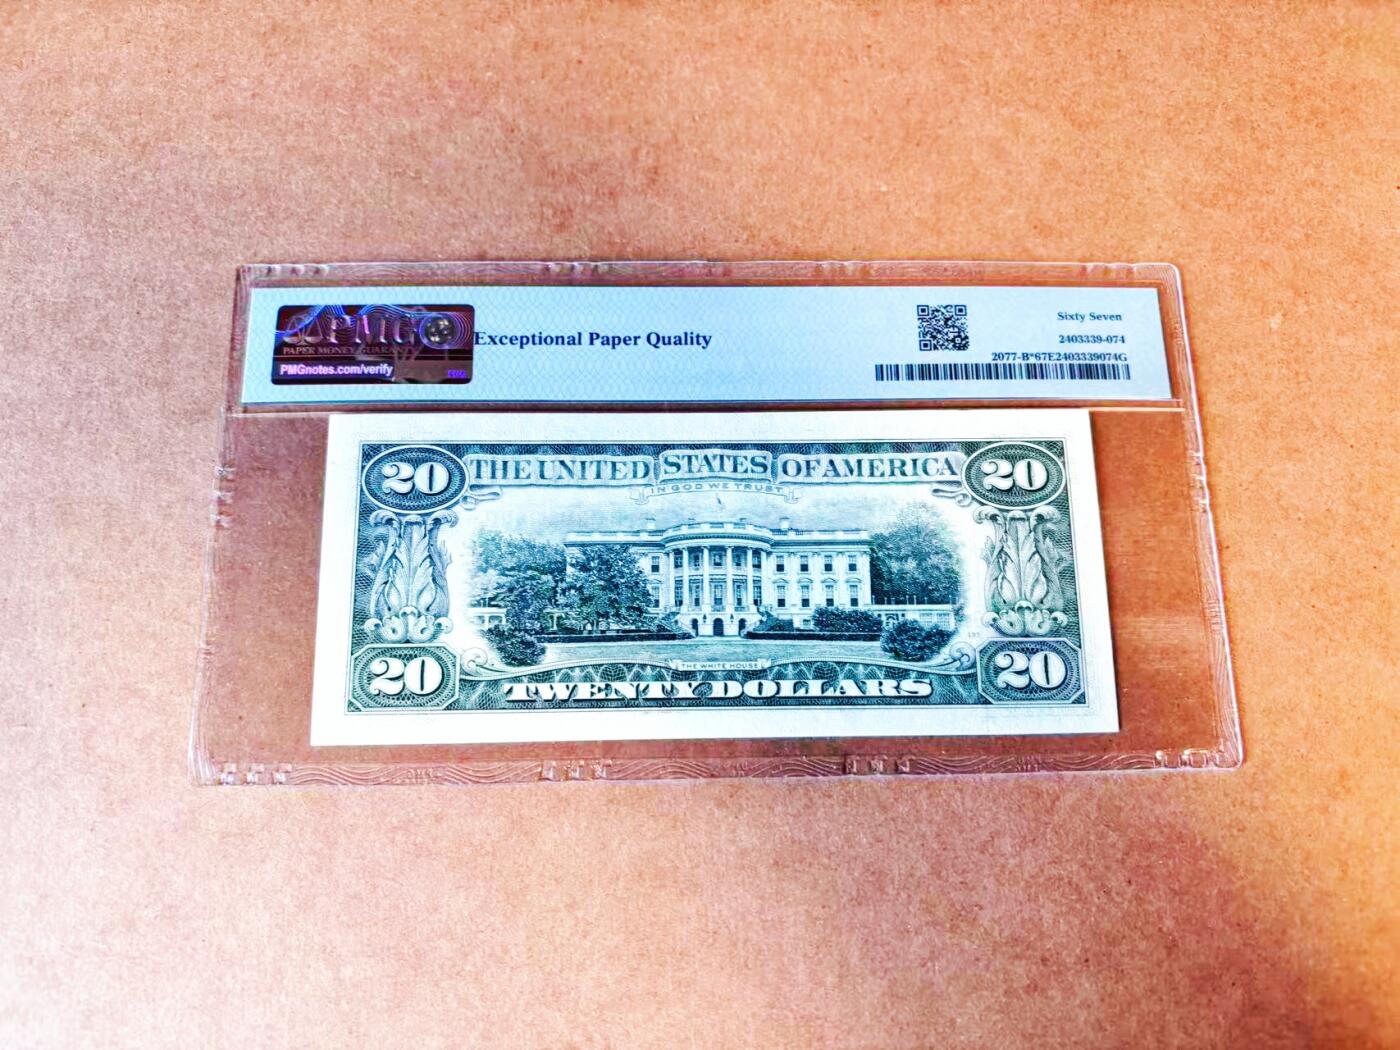 PMG
PAPER MONEY GUARANTY
PMGnotes.com/verify
Exceptional Paper Quality
Sixty Seven
2403339-074
2077-B*67E2403339074G
20 THE UNITED STATES OF AMERICA 20
IN GOD WE TRUST
THE WHITE HOUSE
20 TWENTY DOLLARS 20